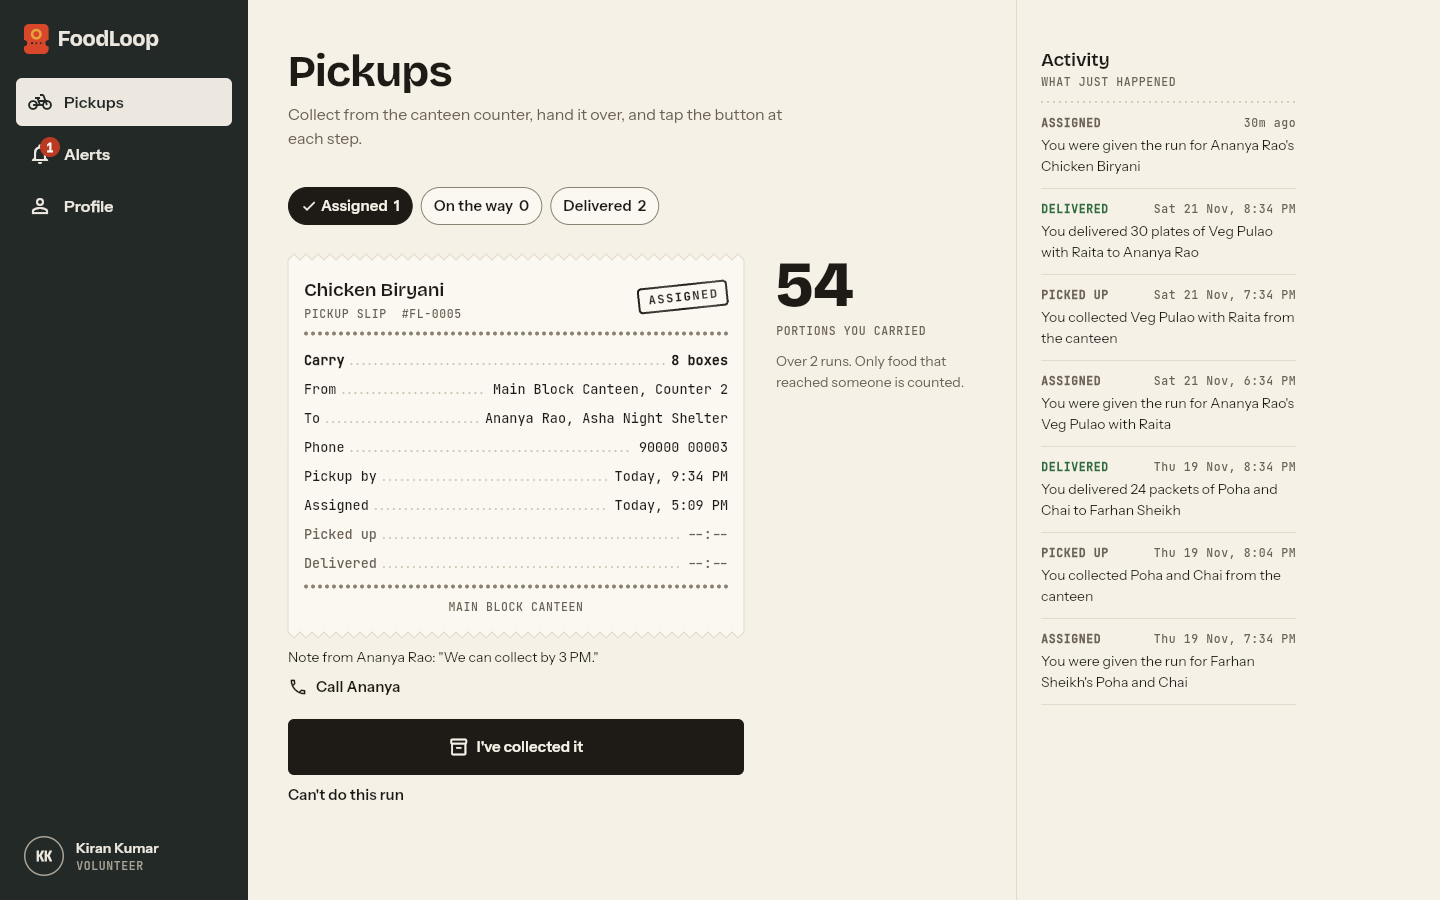 FoodLoop
Pickups
1
Alerts
Profile
KK
Kiran Kumar
VOLUNTEER
Pickups
Collect from the canteen counter, hand it over, and tap the button at
each step.
Assigned 1
On the way 0
Delivered 2
Chicken Biryani
PICKUP SLIP #FL-0005
ASSIGNED
Carry 8 boxes
From Main Block Canteen, Counter 2
To Ananya Rao, Asha Night Shelter
Phone 90000 00003
Pickup by Today, 9:34 PM
Assigned Today, 5:09 PM
Picked up --:--
Delivered --:--
MAIN BLOCK CANTEEN
Note from Ananya Rao: "We can collect by 3 PM."
Call Ananya
I've collected it
Can't do this run
54
PORTIONS YOU CARRIED
Over 2 runs. Only food that
reached someone is counted.
Activity
WHAT JUST HAPPENED
ASSIGNED 30m ago
You were given the run for Ananya Rao's
Chicken Biryani
DELIVERED Sat 21 Nov, 8:34 PM
You delivered 30 plates of Veg Pulao
with Raita to Ananya Rao
PICKED UP Sat 21 Nov, 7:34 PM
You collected Veg Pulao with Raita from
the canteen
ASSIGNED Sat 21 Nov, 6:34 PM
You were given the run for Ananya Rao's
Veg Pulao with Raita
DELIVERED Thu 19 Nov, 8:34 PM
You delivered 24 packets of Poha and
Chai to Farhan Sheikh
PICKED UP Thu 19 Nov, 8:04 PM
You collected Poha and Chai from the
canteen
ASSIGNED Thu 19 Nov, 7:34 PM
You were given the run for Farhan
Sheikh's Poha and Chai